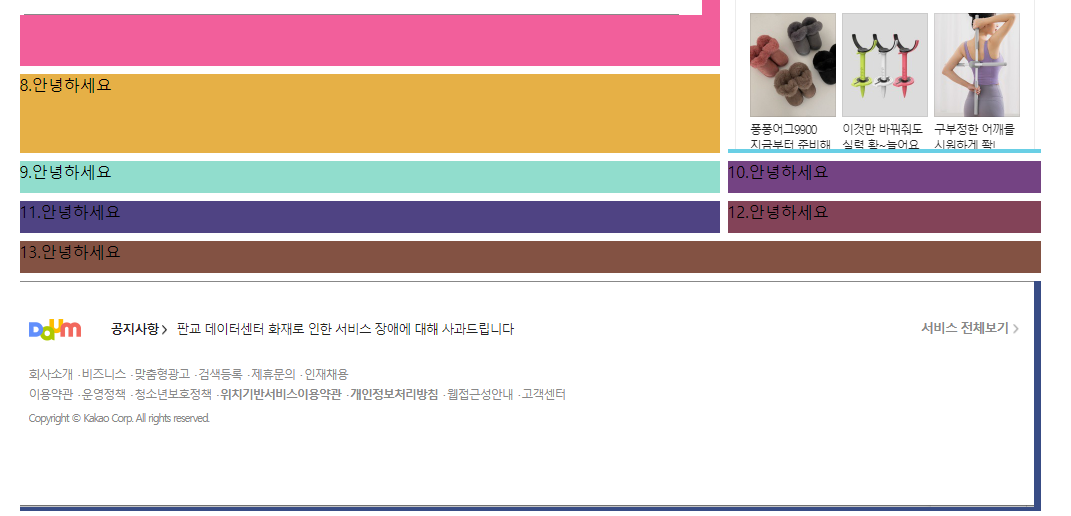 퐁퐁어그9900
지금부터 준비해
이것만 바꿔줘도
실력 확~늘어요
구부정한 어깨를
시원하게 쫙!
8.안녕하세요
9.안녕하세요
10.안녕하세요
11.안녕하세요
12.안녕하세요
13.안녕하세요
Daum 공지사항 > 판교 데이터센터 화재로 인한 서비스 장애에 대해 사과드립니다 서비스 전체보기 >
회사소개 ·비즈니스 ·맞춤형광고 ·검색등록 ·제휴문의 ·인재채용
이용약관 ·운영정책 ·청소년보호정책 ·위치기반서비스이용약관 ·개인정보처리방침 ·웹접근성안내 ·고객센터
Copyright © Kakao Corp. All rights reserved.